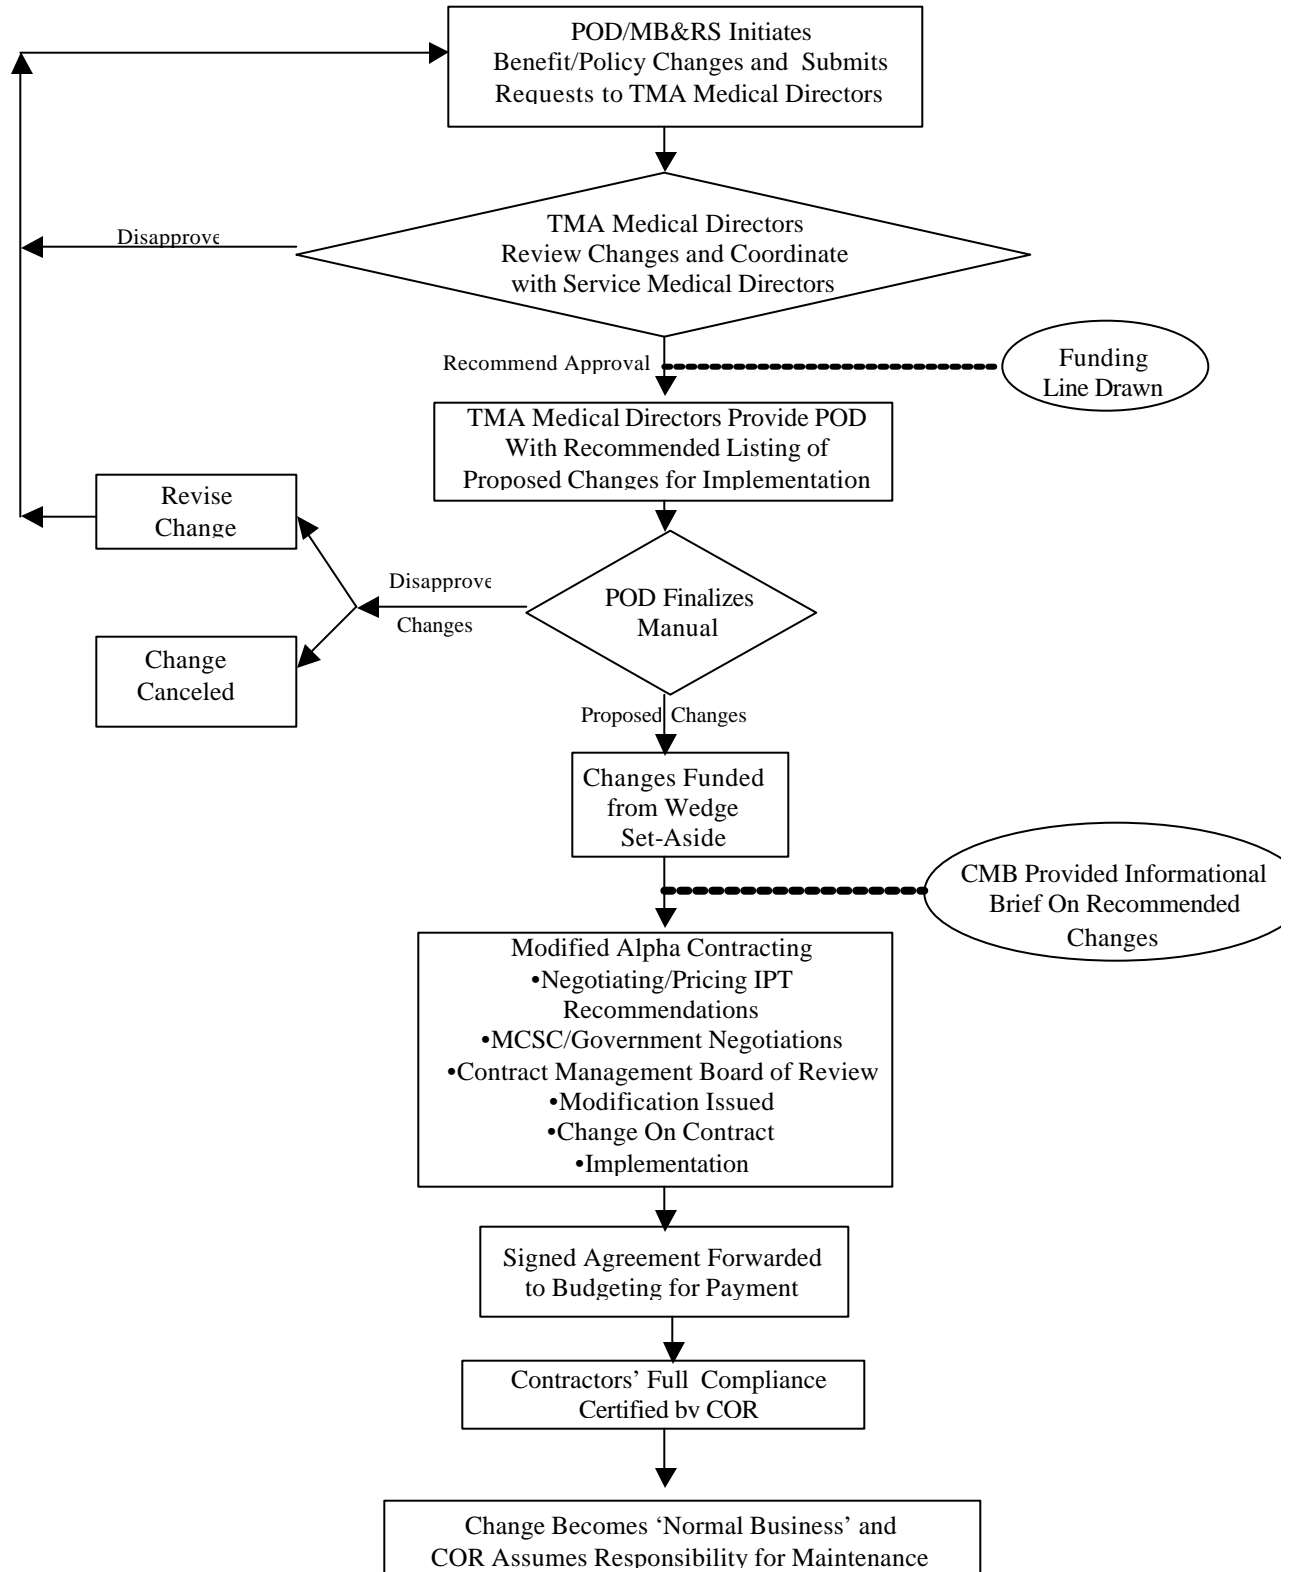 POD/MB&RS Initiates
Benefit/Policy Changes and Submits
Requests to TMA Medical Directors
Disapprove
TMA Medical Directors
Review Changes and Coordinate
with Service Medical Directors
Recommend Approval
Funding
Line Drawn
TMA Medical Directors Provide POD
With Recommended Listing of
Proposed Changes for Implementation
Revise
Change
Disapprove
Changes
POD Finalizes
Manual
Change
Canceled
Proposed Changes
Changes Funded
from Wedge
Set-Aside
CMB Provided Informational
Brief On Recommended
Changes
Modified Alpha Contracting
•Negotiating/Pricing IPT
Recommendations
•MCSC/Government Negotiations
•Contract Management Board of Review
•Modification Issued
•Change On Contract
•Implementation
Signed Agreement Forwarded
to Budgeting for Payment
Contractors’ Full Compliance
Certified by COR
Change Becomes ‘Normal Business’ and
COR Assumes Responsibility for Maintenance